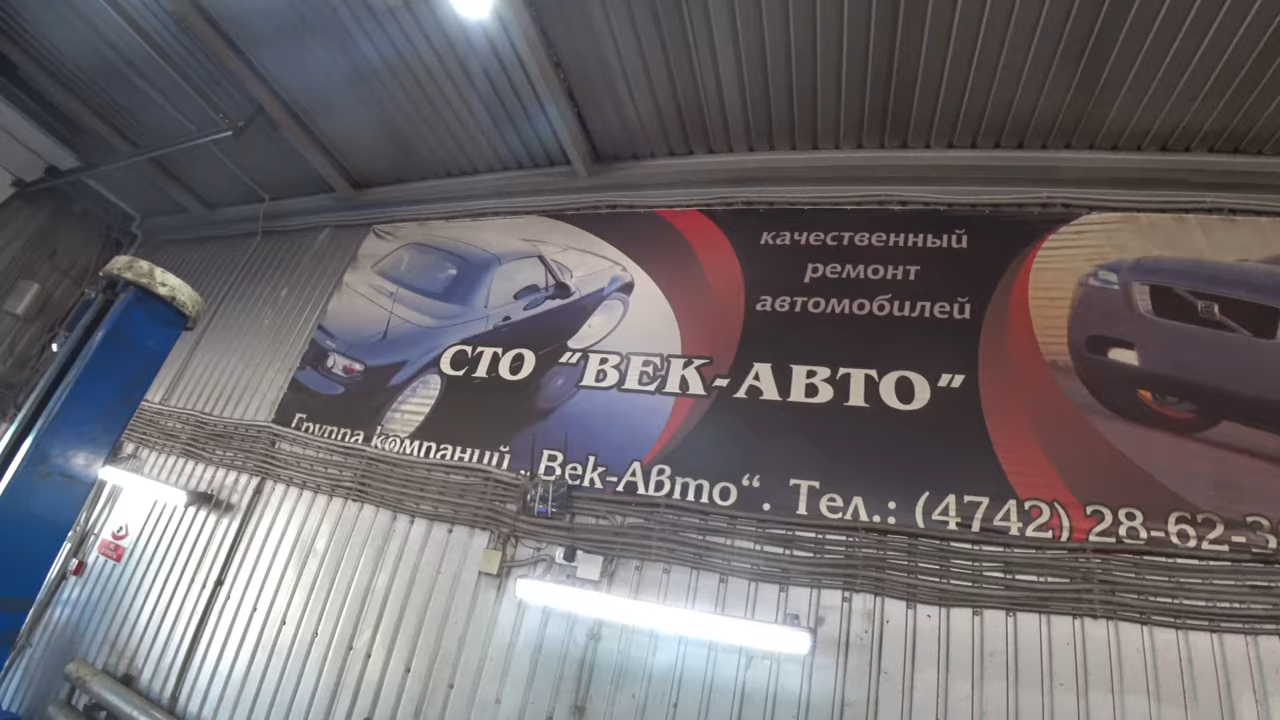 качественный
ремонт
автомобилей
СТО “ВЕК-АВТО”
Группа компаний „Век-Авто“. Тел.: (4742) 28-62-3